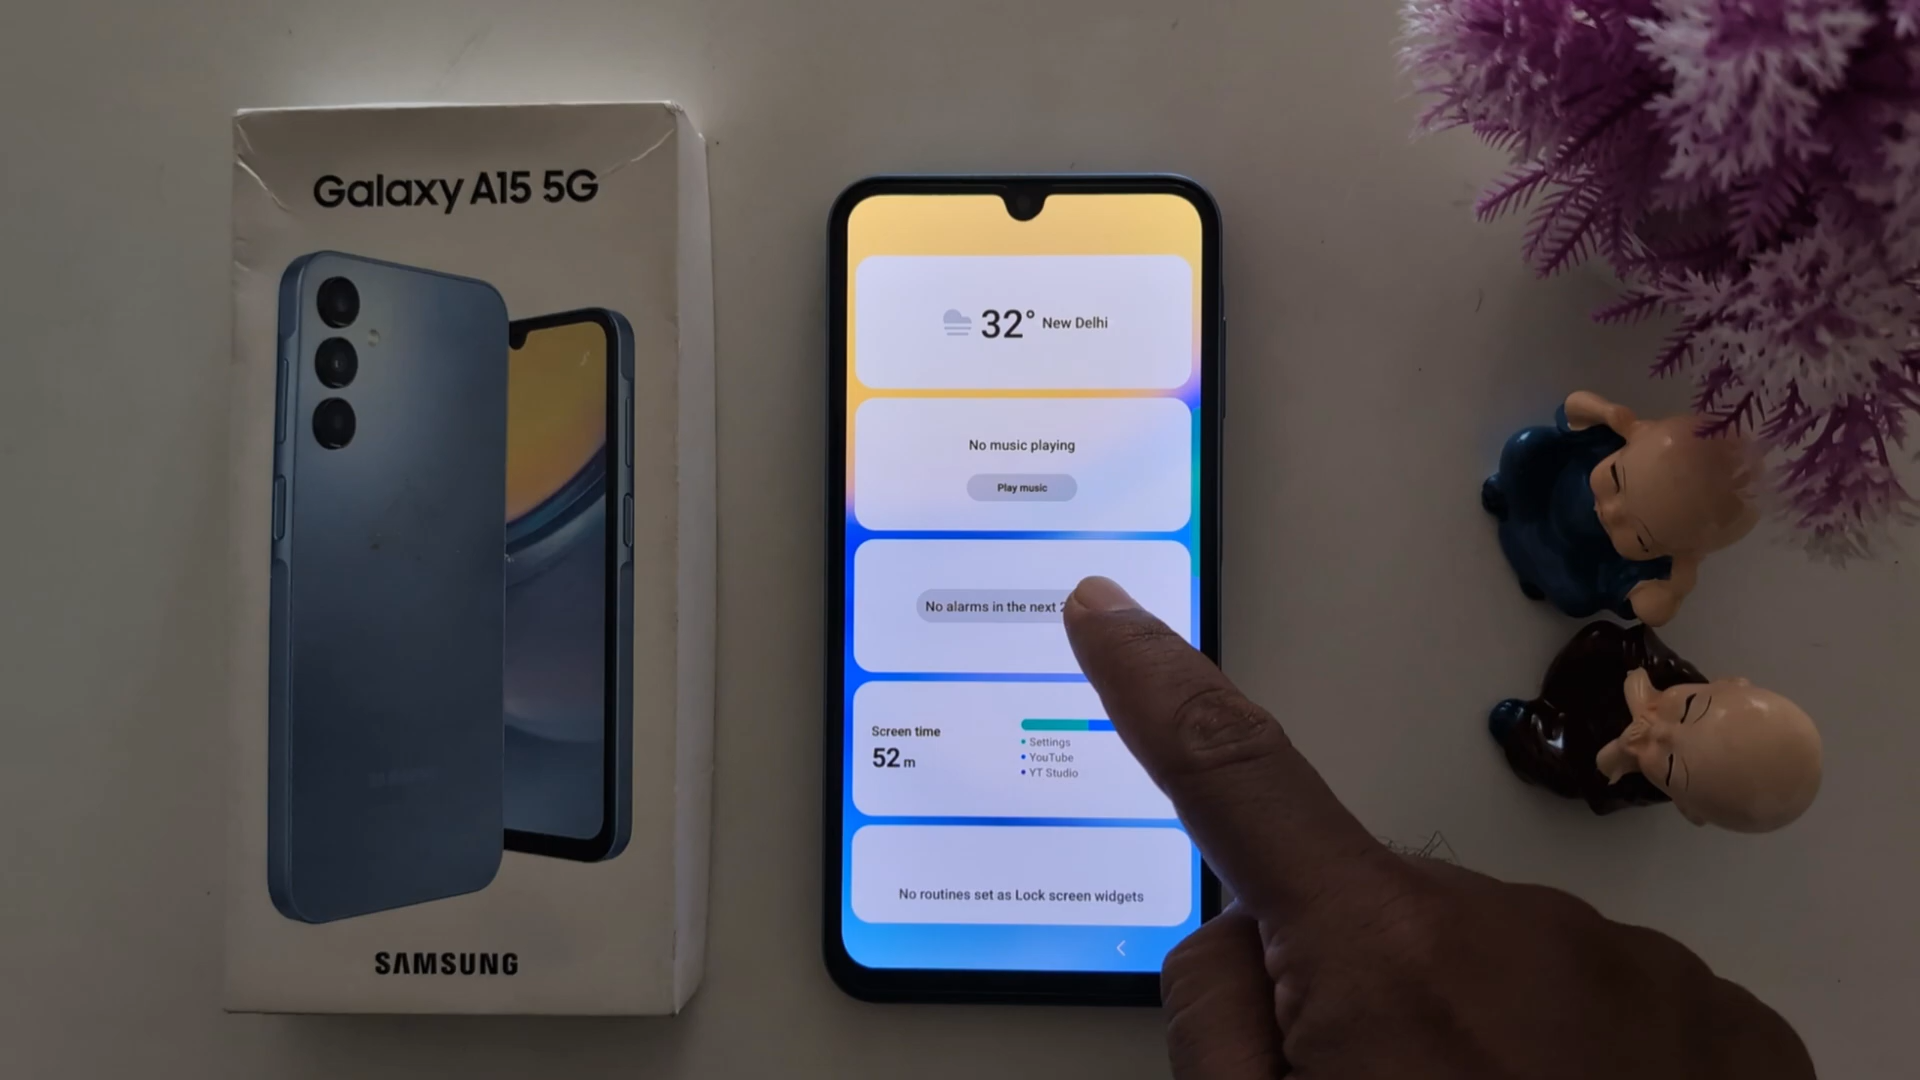 Galaxy A15 5G
SAMSUNG
32° New Delhi
No music playing
Play music
No alarms in the next
Screen time
52 m
Settings
YouTube
YT Studio
No routines set as Lock screen widgets